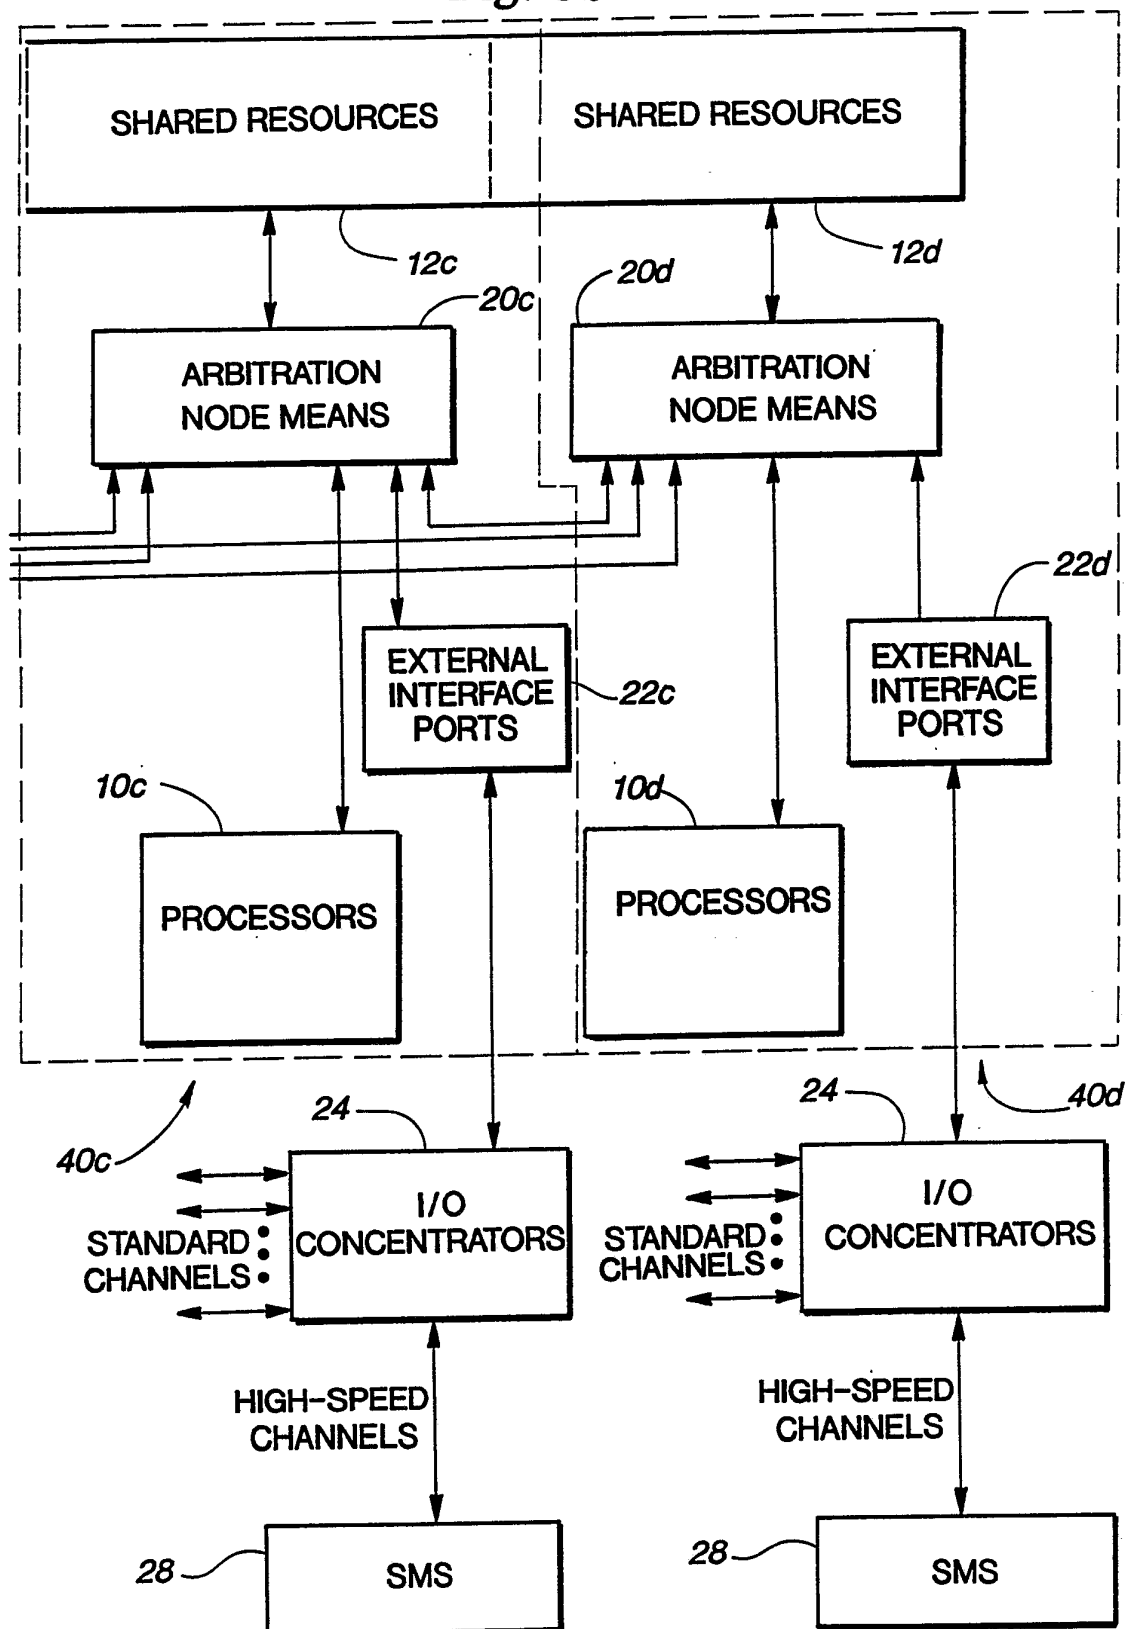 SHARED RESOURCES
SHARED RESOURCES
12c
12d
20c
20d
ARBITRATION
NODE MEANS
ARBITRATION
NODE MEANS
22d
EXTERNAL
INTERFACE
PORTS
22c
EXTERNAL
INTERFACE
PORTS
10c
10d
PROCESSORS
PROCESSORS
40c
40d
24
24
I/O
CONCENTRATORS
I/O
CONCENTRATORS
STANDARD
CHANNELS
STANDARD
CHANNELS
HIGH-SPEED
CHANNELS
HIGH-SPEED
CHANNELS
28
SMS
28
SMS